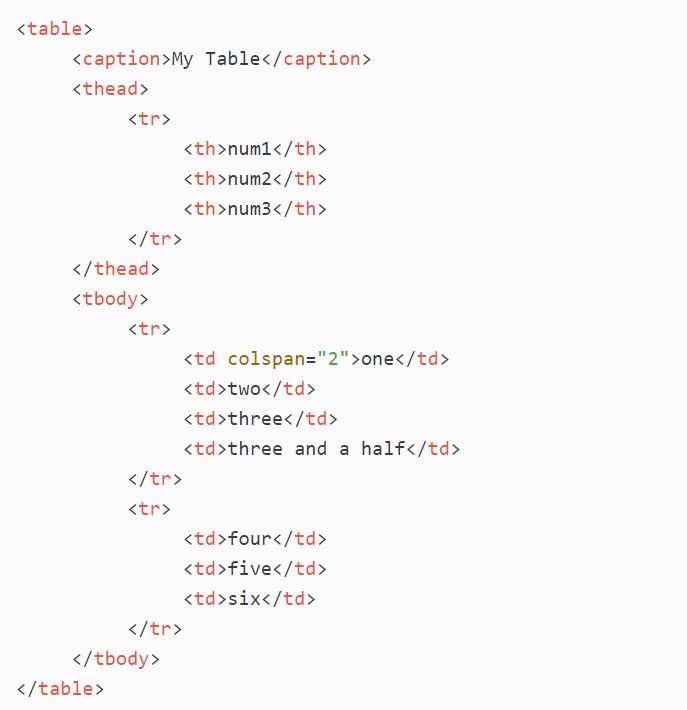 <table>
<caption>My Table</caption>
<thead>
<tr>
<th>num1</th>
<th>num2</th>
<th>num3</th>
</tr>
</thead>
<tbody>
<tr>
<td colspan="2">one</td>
<td>two</td>
<td>three</td>
<td>three and a half</td>
</tr>
<tr>
<td>four</td>
<td>five</td>
<td>six</td>
</tr>
</tbody>
</table>